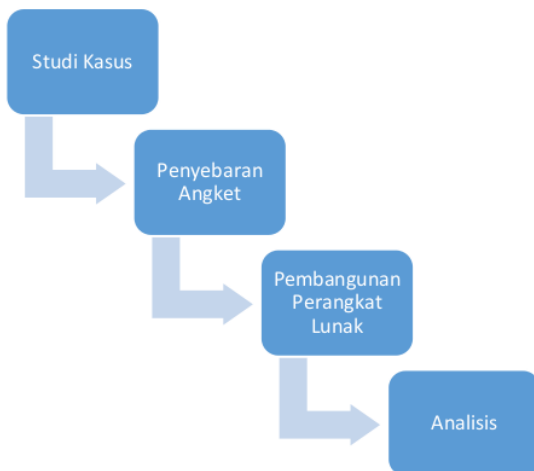 Studi Kasus
Penyebaran
Angket
Pembangunan
Perangkat
Lunak
Analisis